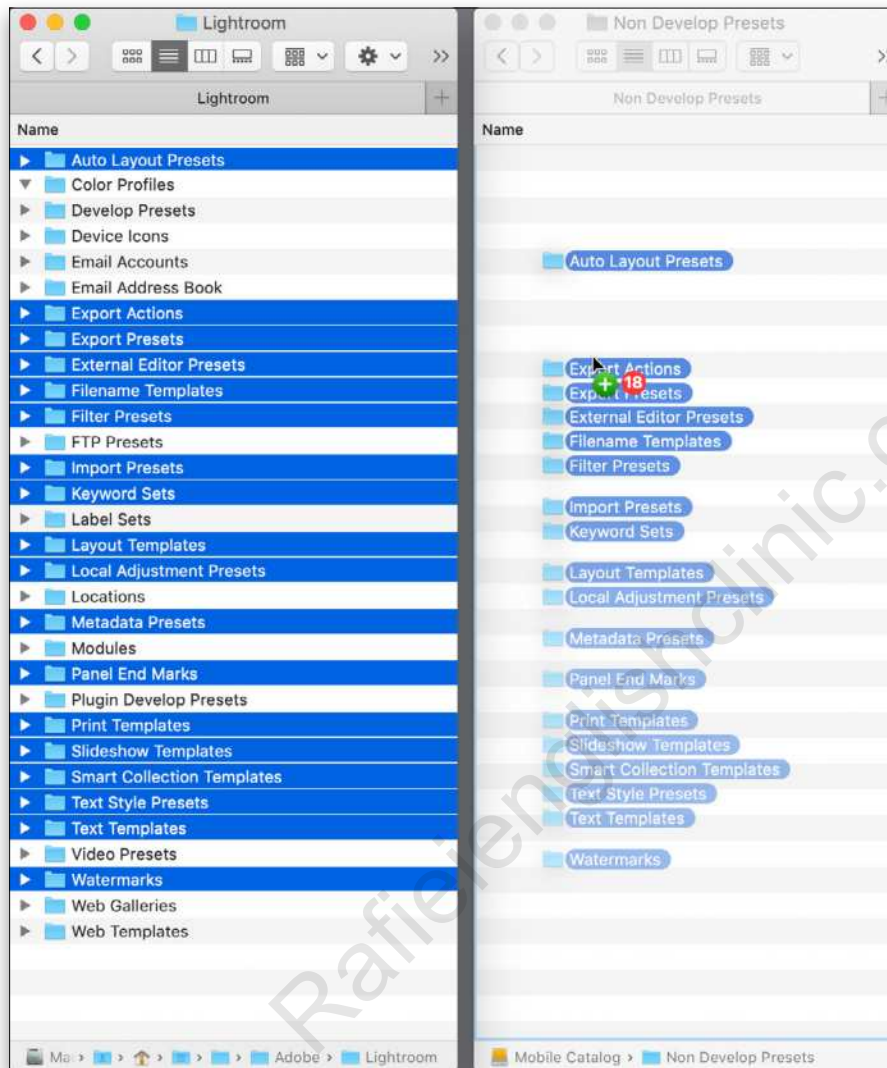 Lightroom
Lightroom
Name
Auto Layout Presets
Color Profiles
Develop Presets
Device Icons
Email Accounts
Email Address Book
Export Actions
Export Presets
External Editor Presets
Filename Templates
Filter Presets
FTP Presets
Import Presets
Keyword Sets
Label Sets
Layout Templates
Local Adjustment Presets
Locations
Metadata Presets
Modules
Panel End Marks
Plugin Develop Presets
Print Templates
Slideshow Templates
Smart Collection Templates
Text Style Presets
Text Templates
Video Presets
Watermarks
Web Galleries
Web Templates
Adobe › Lightroom
Non Develop Presets
Non Develop Presets
Name
Auto Layout Presets
Export Actions
18
Export Presets
External Editor Presets
Filename Templates
Filter Presets
Import Presets
Keyword Sets
Layout Templates
Local Adjustment Presets
Metadata Presets
Panel End Marks
Print Templates
Slideshow Templates
Smart Collection Templates
Text Style Presets
Text Templates
Watermarks
Mobile Catalog › Non Develop Presets